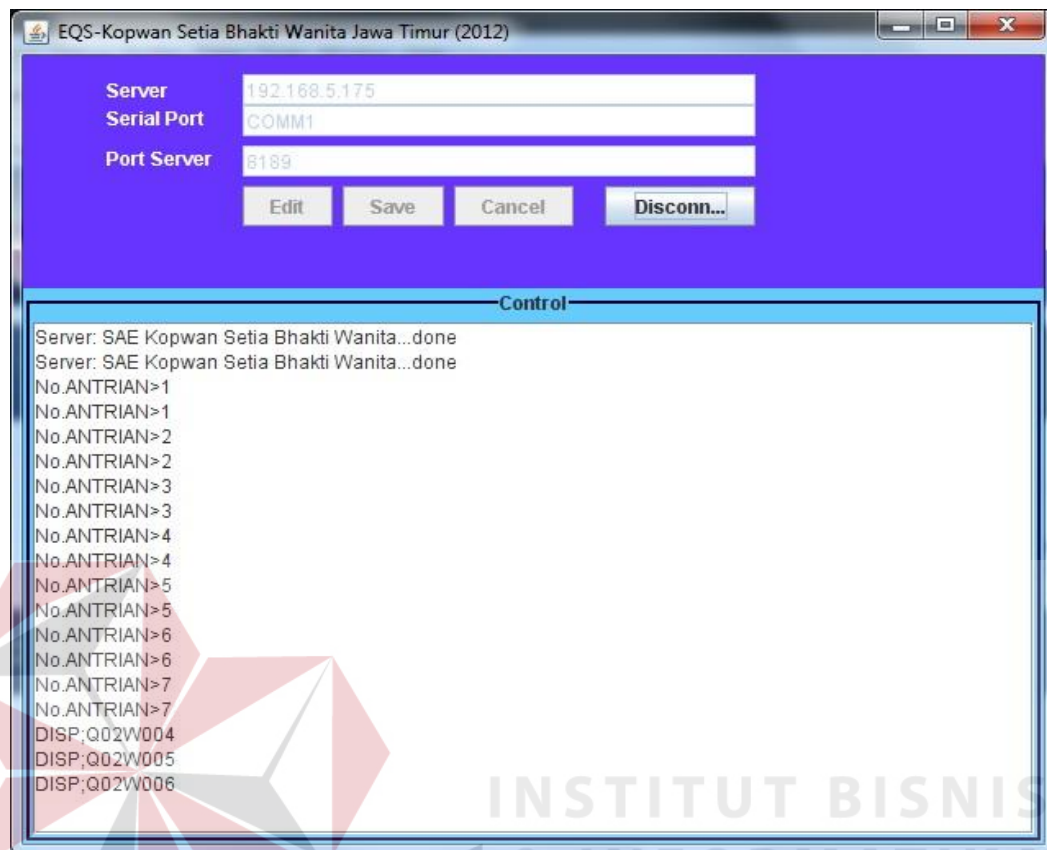 EQS-Kopwan Setia Bhakti Wanita Jawa Timur (2012)
Server 192.168.5.175
Serial Port COMM1
Port Server 8189
Edit Save Cancel Disconn...
Control
Server: SAE Kopwan Setia Bhakti Wanita...done
Server: SAE Kopwan Setia Bhakti Wanita...done
No.ANTRIAN>1
No.ANTRIAN>1
No.ANTRIAN>2
No.ANTRIAN>2
No.ANTRIAN>3
No.ANTRIAN>3
No.ANTRIAN>4
No.ANTRIAN>4
No.ANTRIAN>5
No.ANTRIAN>5
No.ANTRIAN>6
No.ANTRIAN>6
No.ANTRIAN>7
No.ANTRIAN>7
DISP;Q02W004
DISP;Q02W005
DISP;Q02W006
INSTITUT BISNIS